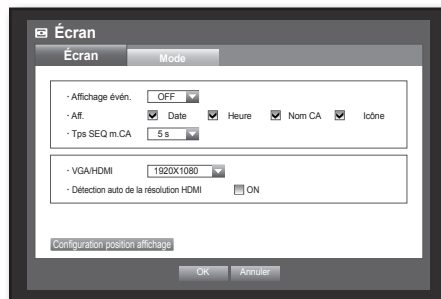 Écran
Écran Mode
· Affichage évén. OFF
· Aff. Date Heure Nom CA Icône
· Tps SEQ m.CA 5 s
· VGA/HDMI 1920X1080
· Détection auto de la résolution HDMI ON
Configuration position affichage
OK Annuler